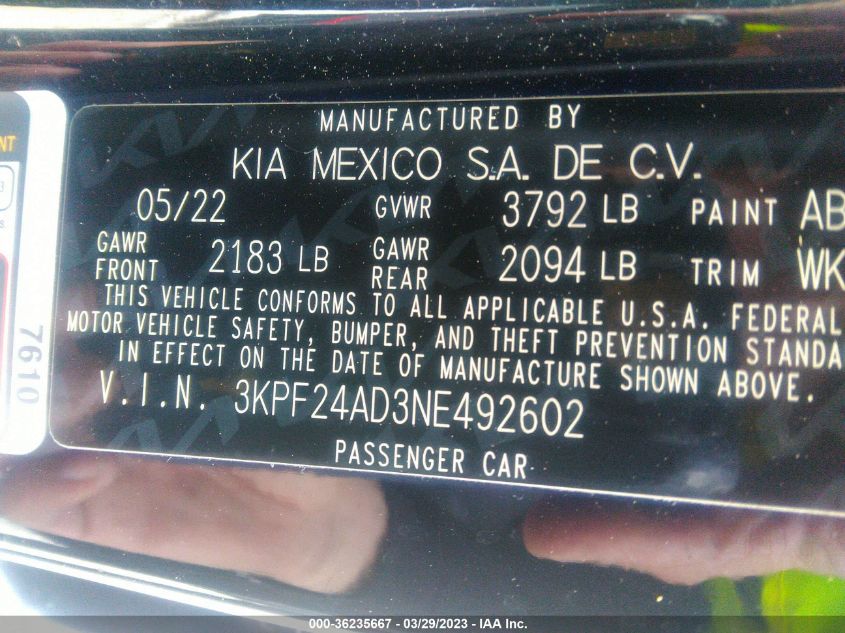 MANUFACTURED BY
KIA MEXICO S.A. DE C.V.
05/22 GVWR 3792 LB PAINT AB
GAWR FRONT 2183 LB GAWR REAR 2094 LB TRIM WK
THIS VEHICLE CONFORMS TO ALL APPLICABLE U.S.A. FEDERAL
MOTOR VEHICLE SAFETY, BUMPER, AND THEFT PREVENTION STANDA
IN EFFECT ON THE DATE OF MANUFACTURE SHOWN ABOVE.
V.I.N. 3KPF24AD3NE492602
PASSENGER CAR
7610
NT
000-36235667 - 03/29/2023 - IAA Inc.